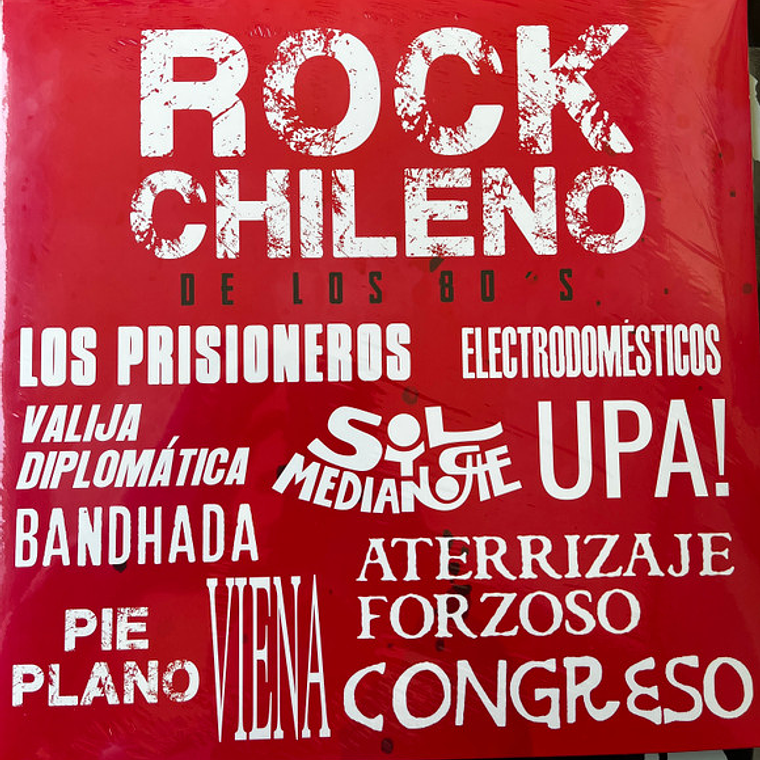 ROCK
CHILENO
DE LOS 80"S
LOS PRISIONEROS
ELECTRODOMÉSTICOS
VALIJA
DIPLOMÁTICA
SOL
Y
MEDIANOCHE
UPA!
BANDHADA
ATERRIZAJE
FORZOSO
PIE
PLANO
VIENA
CONGRESO